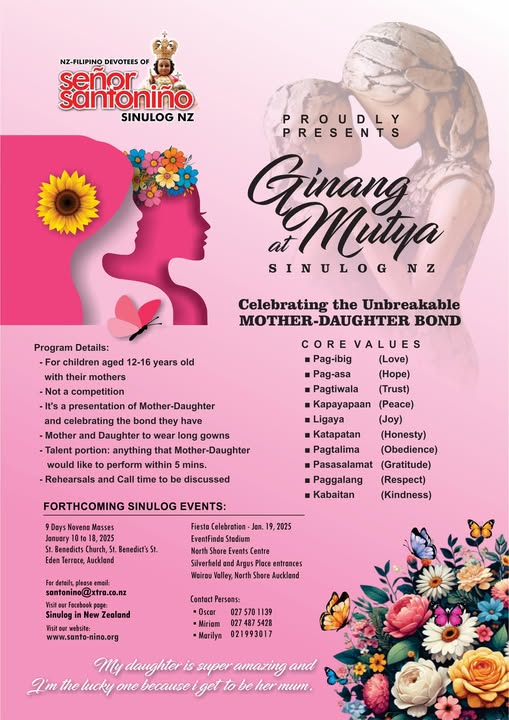 NZ-FILIPINO DEVOTEES OF
señor
santoniño
SINULOG NZ
PROUDLY
PRESENTS
Ginang
at Mutya
SINULOG NZ
Celebrating the Unbreakable
MOTHER-DAUGHTER BOND
Program Details:
- For children aged 12-16 years old
with their mothers
- Not a competition
- It's a presentation of Mother-Daughter
and celebrating the bond they have
- Mother and Daughter to wear long gowns
- Talent portion: anything that Mother-Daughter
would like to perform within 5 mins.
- Rehearsals and Call time to be discussed
CORE VALUES
■ Pag-ibig (Love)
■ Pag-asa (Hope)
■ Pagtiwala (Trust)
■ Kapayapaan (Peace)
■ Ligaya (Joy)
■ Katapatan (Honesty)
■ Pagtalima (Obedience)
■ Pasasalamat (Gratitude)
■ Paggalang (Respect)
■ Kabaitan (Kindness)
FORTHCOMING SINULOG EVENTS:
9 Days Novena Masses
January 10 to 18, 2025
St. Benedicts Church, St. Benedict's St.
Eden Terrace, Auckland
For details, please email:
santonino@xtra.co.nz
Visit our Facebook page:
Sinulog in New Zealand
Visit our website:
www.santo-nino.org
Fiesta Celebration - Jan. 19, 2025
EventFinda Stadium
North Shore Events Centre
Silverfield and Argus Place entrances
Wairau Valley, North Shore Auckland
Contact Persons:
• Oscar 027 570 1139
• Miriam 027 487 5428
• Marilyn 021993017
My daughter is super amazing and
I'm the lucky one because i get to be her mum.